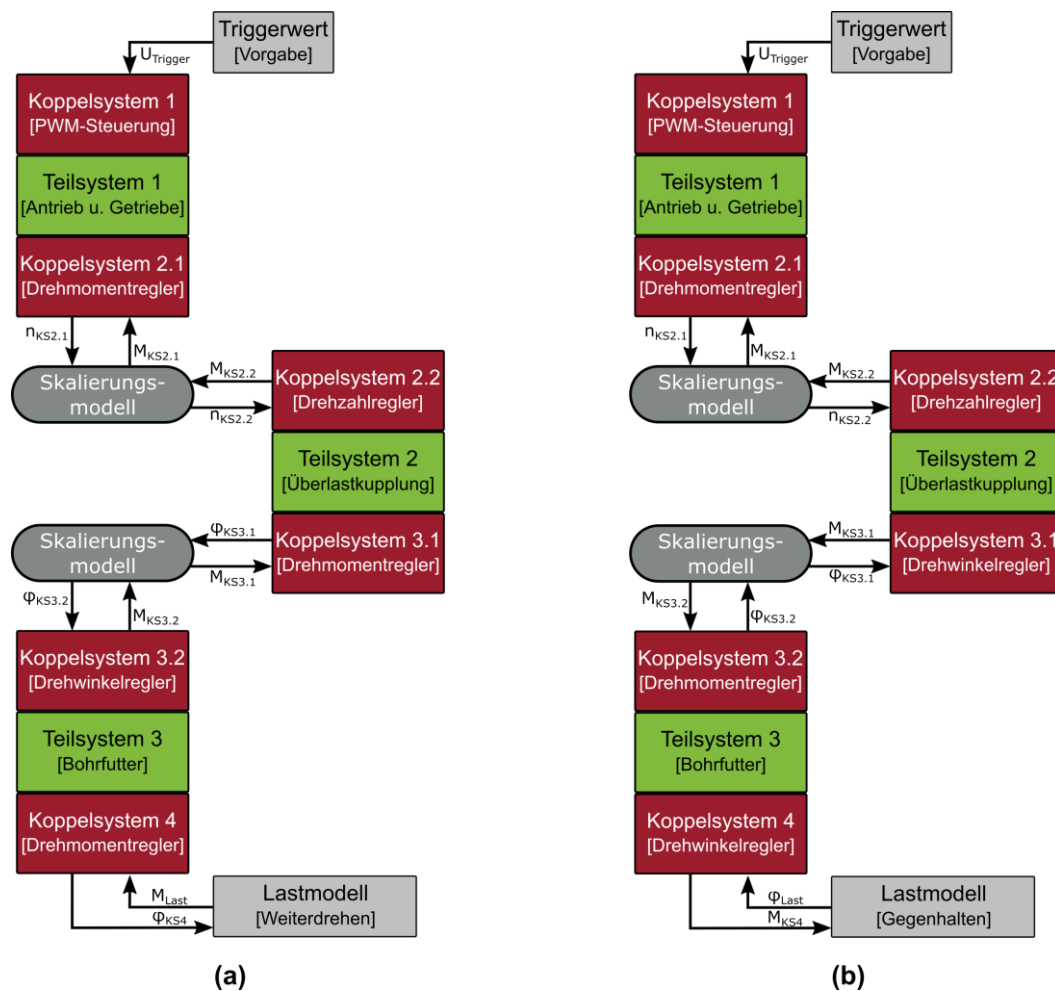 Triggerwert
[Vorgabe]
U_Trigger
Koppelsystem 1
[PWM-Steuerung]
Teilsystem 1
[Antrieb u. Getriebe]
Koppelsystem 2.1
[Drehmomentregler]
n_KS2.1
M_KS2.1
Skalierungs-
modell
M_KS2.2
n_KS2.2
Koppelsystem 2.2
[Drehzahlregler]
Teilsystem 2
[Überlastkupplung]
Koppelsystem 3.1
[Drehmomentregler]
φ_KS3.1
M_KS3.1
Skalierungs-
modell
φ_KS3.2
M_KS3.2
Koppelsystem 3.2
[Drehwinkelregler]
Teilsystem 3
[Bohrfutter]
Koppelsystem 4
[Drehmomentregler]
M_Last
φ_KS4
Lastmodell
[Weiterdrehen]
(a)
Triggerwert
[Vorgabe]
U_Trigger
Koppelsystem 1
[PWM-Steuerung]
Teilsystem 1
[Antrieb u. Getriebe]
Koppelsystem 2.1
[Drehmomentregler]
n_KS2.1
M_KS2.1
Skalierungs-
modell
M_KS2.2
n_KS2.2
Koppelsystem 2.2
[Drehzahlregler]
Teilsystem 2
[Überlastkupplung]
Koppelsystem 3.1
[Drehwinkelregler]
M_KS3.1
φ_KS3.1
Skalierungs-
modell
M_KS3.2
φ_KS3.2
Koppelsystem 3.2
[Drehmomentregler]
Teilsystem 3
[Bohrfutter]
Koppelsystem 4
[Drehwinkelregler]
φ_Last
M_KS4
Lastmodell
[Gegenhalten]
(b)